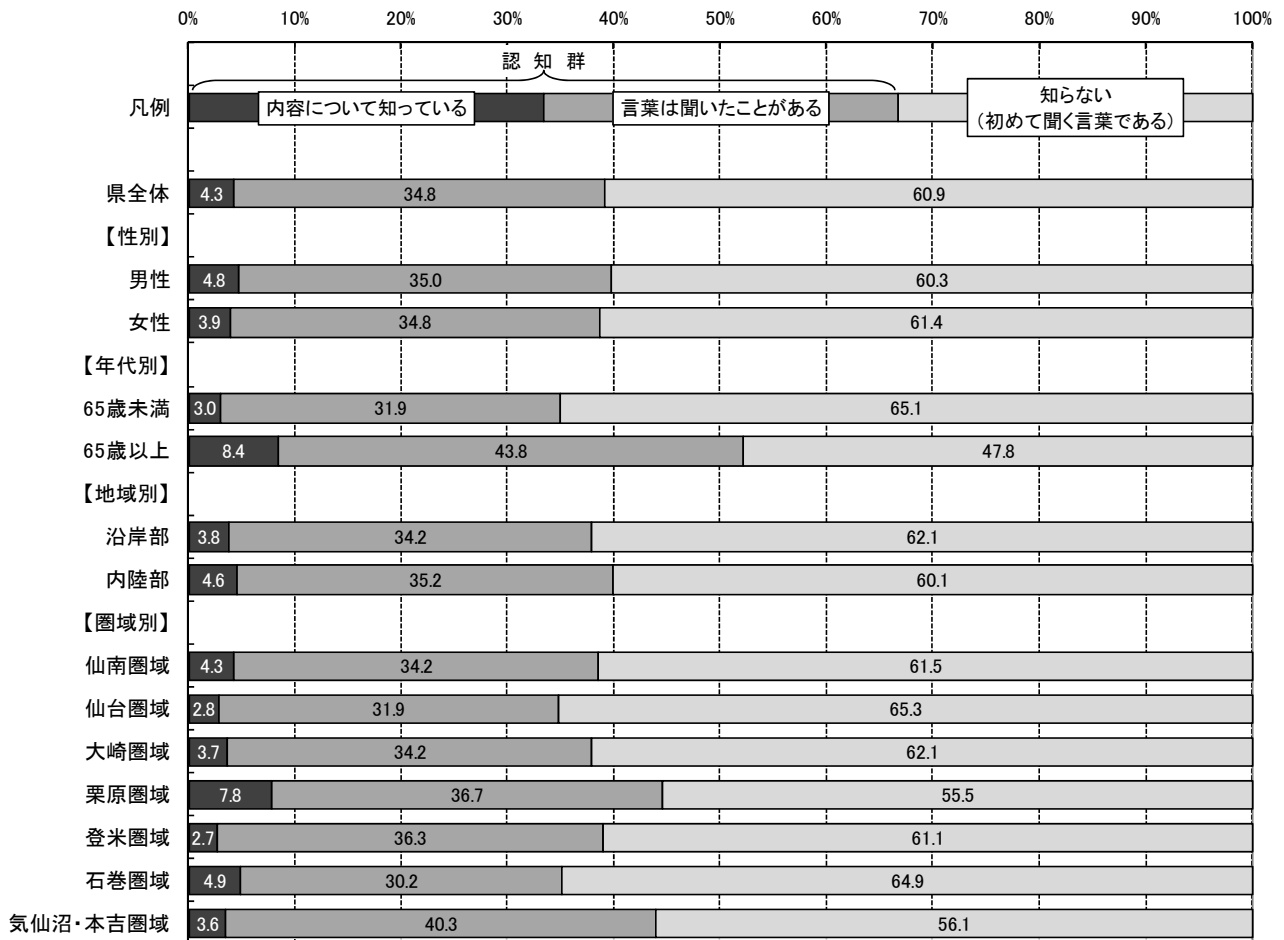 0% 10% 20% 30% 40% 50% 60% 70% 80% 90% 100%
認 知 群
凡例 内容について知っている 言葉は聞いたことがある 知らない
（初めて聞く言葉である）
県全体 4.3 34.8 60.9
【性別】
男性 4.8 35.0 60.3
女性 3.9 34.8 61.4
【年代別】
65歳未満 3.0 31.9 65.1
65歳以上 8.4 43.8 47.8
【地域別】
沿岸部 3.8 34.2 62.1
内陸部 4.6 35.2 60.1
【圏域別】
仙南圏域 4.3 34.2 61.5
仙台圏域 2.8 31.9 65.3
大崎圏域 3.7 34.2 62.1
栗原圏域 7.8 36.7 55.5
登米圏域 2.7 36.3 61.1
石巻圏域 4.9 30.2 64.9
気仙沼・本吉圏域 3.6 40.3 56.1